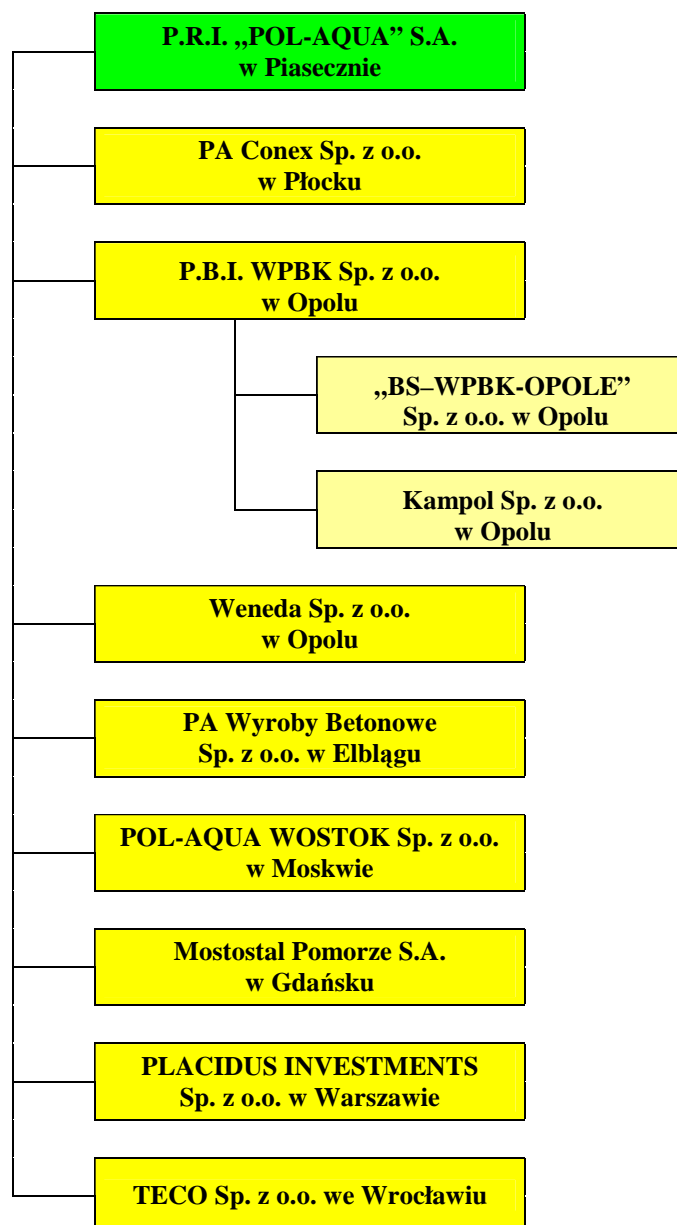 P.R.I. „POL-AQUA” S.A.
w Piasecznie
PA Conex Sp. z o.o.
w Płocku
P.B.I. WPBK Sp. z o.o.
w Opolu
„BS–WPBK-OPOLE”
Sp. z o.o. w Opolu
Kampol Sp. z o.o.
w Opolu
Weneda Sp. z o.o.
w Opolu
PA Wyroby Betonowe
Sp. z o.o. w Elblągu
POL-AQUA WOSTOK Sp. z o.o.
w Moskwie
Mostostal Pomorze S.A.
w Gdańsku
PLACIDUS INVESTMENTS
Sp. z o.o. w Warszawie
TECO Sp. z o.o. we Wrocławiu